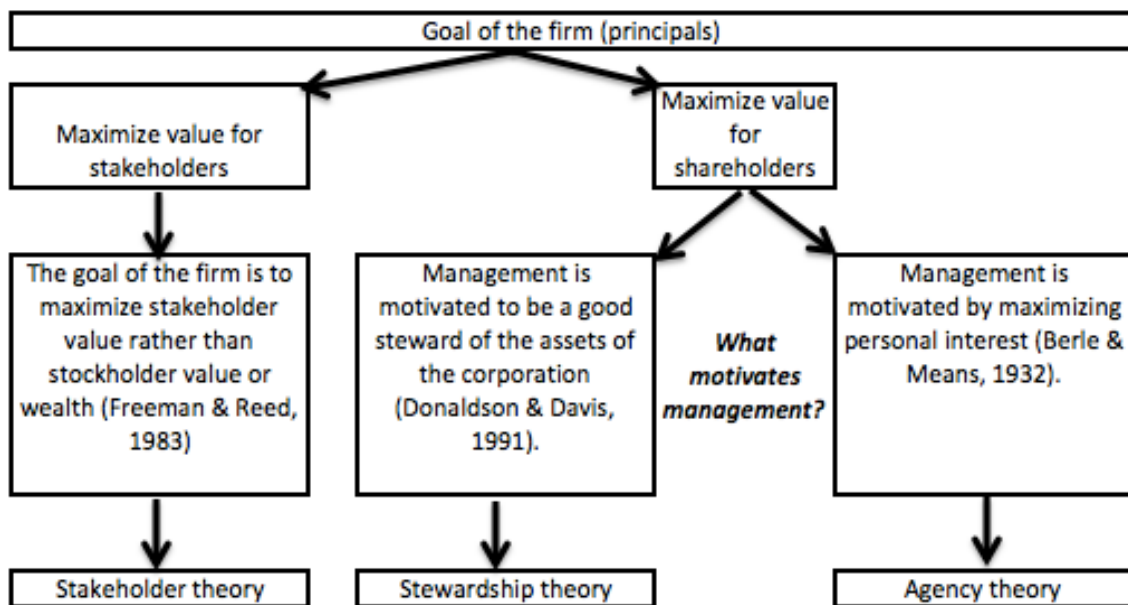 Goal of the firm (principals)
Maximize value for
stakeholders
Maximize value
for
shareholders
The goal of the firm is to
maximize stakeholder
value rather than
stockholder value or
wealth (Freeman & Reed,
1983)
Management is
motivated to be a good
steward of the assets of
the corporation
(Donaldson & Davis,
1991).
What
motivates
management?
Management is
motivated by maximizing
personal interest (Berle &
Means, 1932).
Stakeholder theory
Stewardship theory
Agency theory